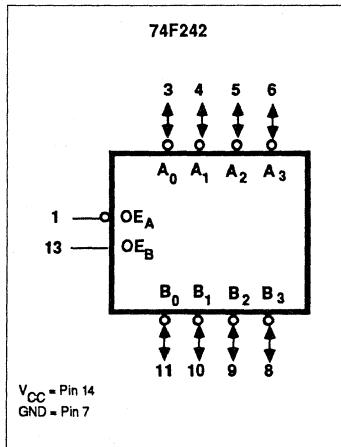 74F242
3 4 5 6
A0 A1 A2 A3
1 OEA
13 OEB
B0 B1 B2 B3
11 10 9 8
VCC = Pin 14
GND = Pin 7